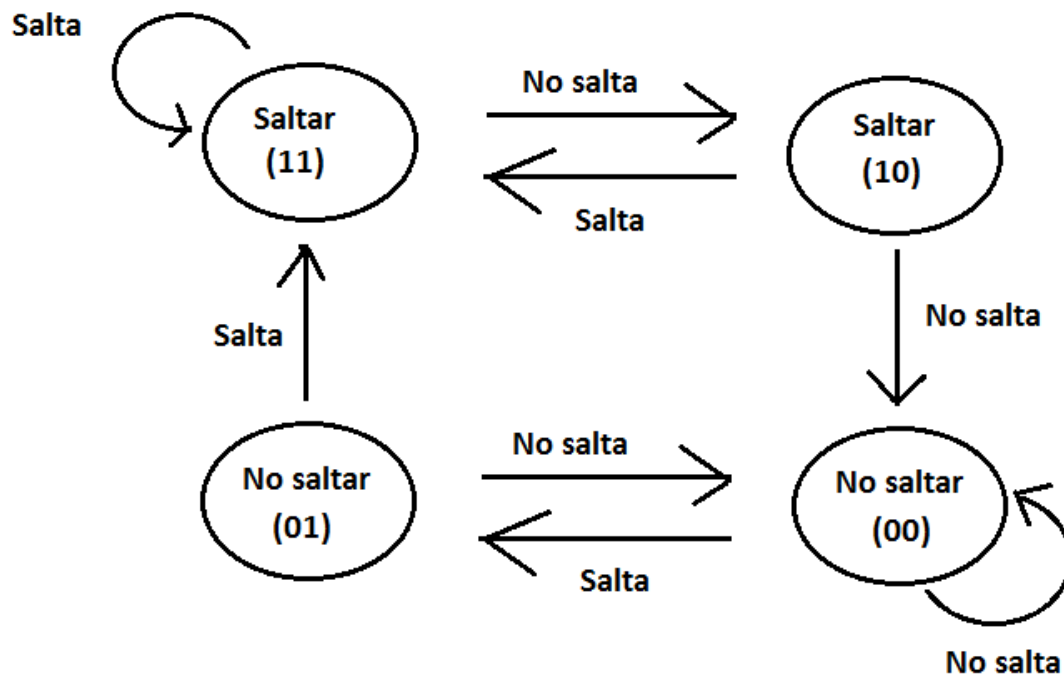 Salta
No salta
Saltar
(11)
Saltar
(10)
Salta
Salta
No salta
No salta
No saltar
(01)
No saltar
(00)
Salta
No salta